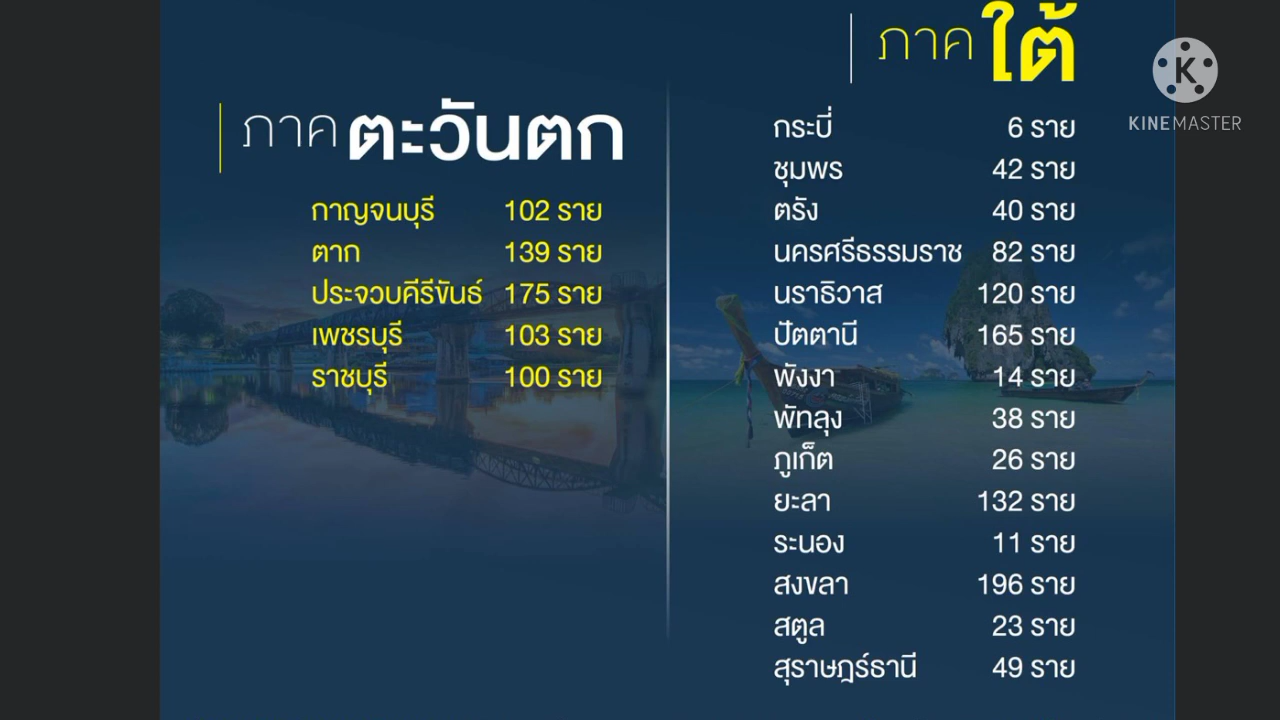 ภาคตะวันตก
กาญจนบุรี 102 ราย
ตาก 139 ราย
ประจวบคีรีขันธ์ 175 ราย
เพชรบุรี 103 ราย
ราชบุรี 100 ราย
ภาคใต้
กระบี่ 6 ราย
ชุมพร 42 ราย
ตรัง 40 ราย
นครศรีธรรมราช 82 ราย
นราธิวาส 120 ราย
ปัตตานี 165 ราย
พังงา 14 ราย
พัทลุง 38 ราย
ภูเก็ต 26 ราย
ยะลา 132 ราย
ระนอง 11 ราย
สงขลา 196 ราย
สตูล 23 ราย
สุราษฎร์ธานี 49 ราย
K
KINEMASTER